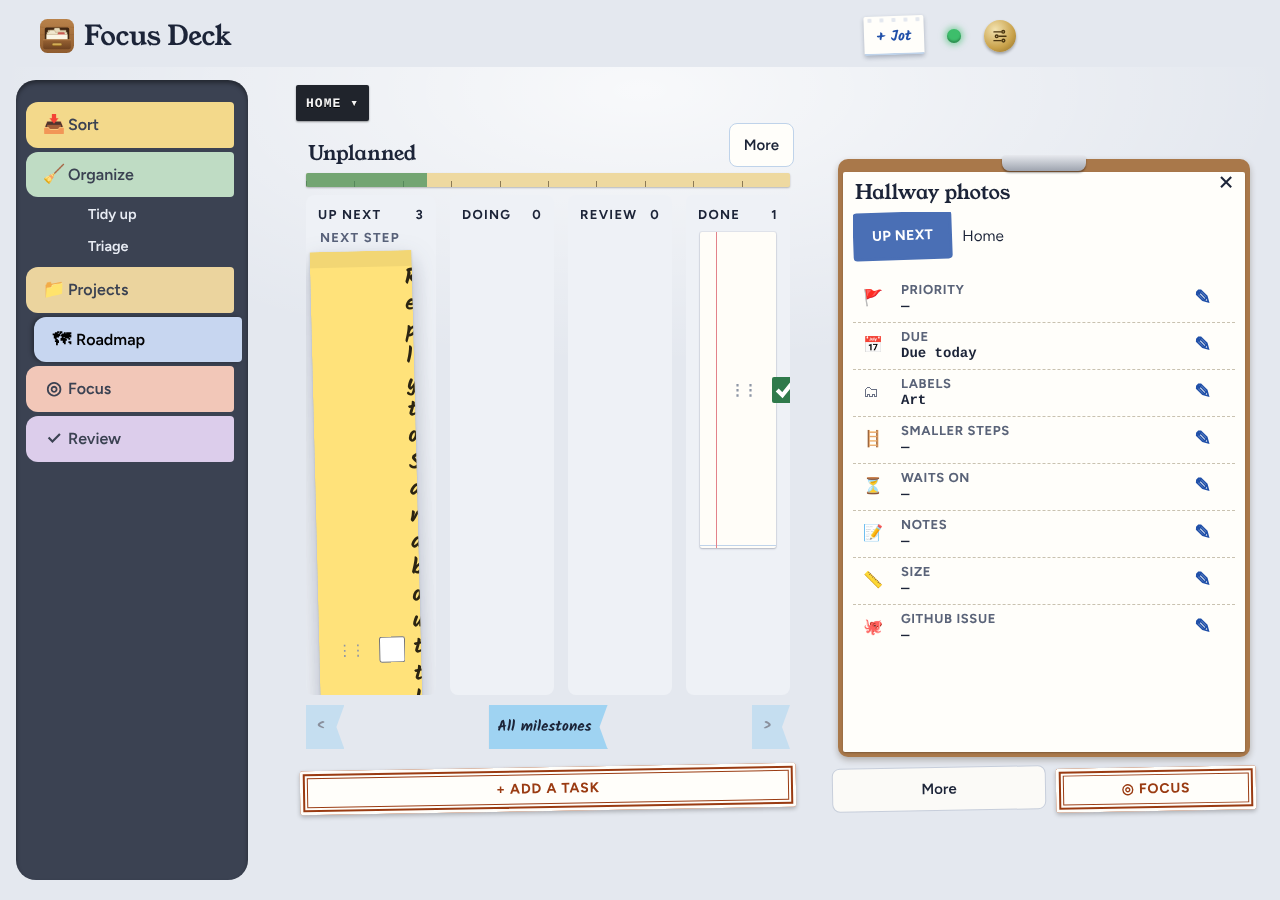 Focus Deck
+ Jot
Sort
Organize
Tidy up
Triage
Projects
Roadmap
Focus
Review
HOME ▾
Unplanned
More
UP NEXT 3
NEXT STEP
DOING 0
REVIEW 0
DONE 1
<
All milestones
>
+ ADD A TASK
Hallway photos
✕
UP NEXT Home
PRIORITY
—
DUE
Due today
LABELS
Art
SMALLER STEPS
—
WAITS ON
—
NOTES
—
SIZE
—
GITHUB ISSUE
—
More
◎ FOCUS